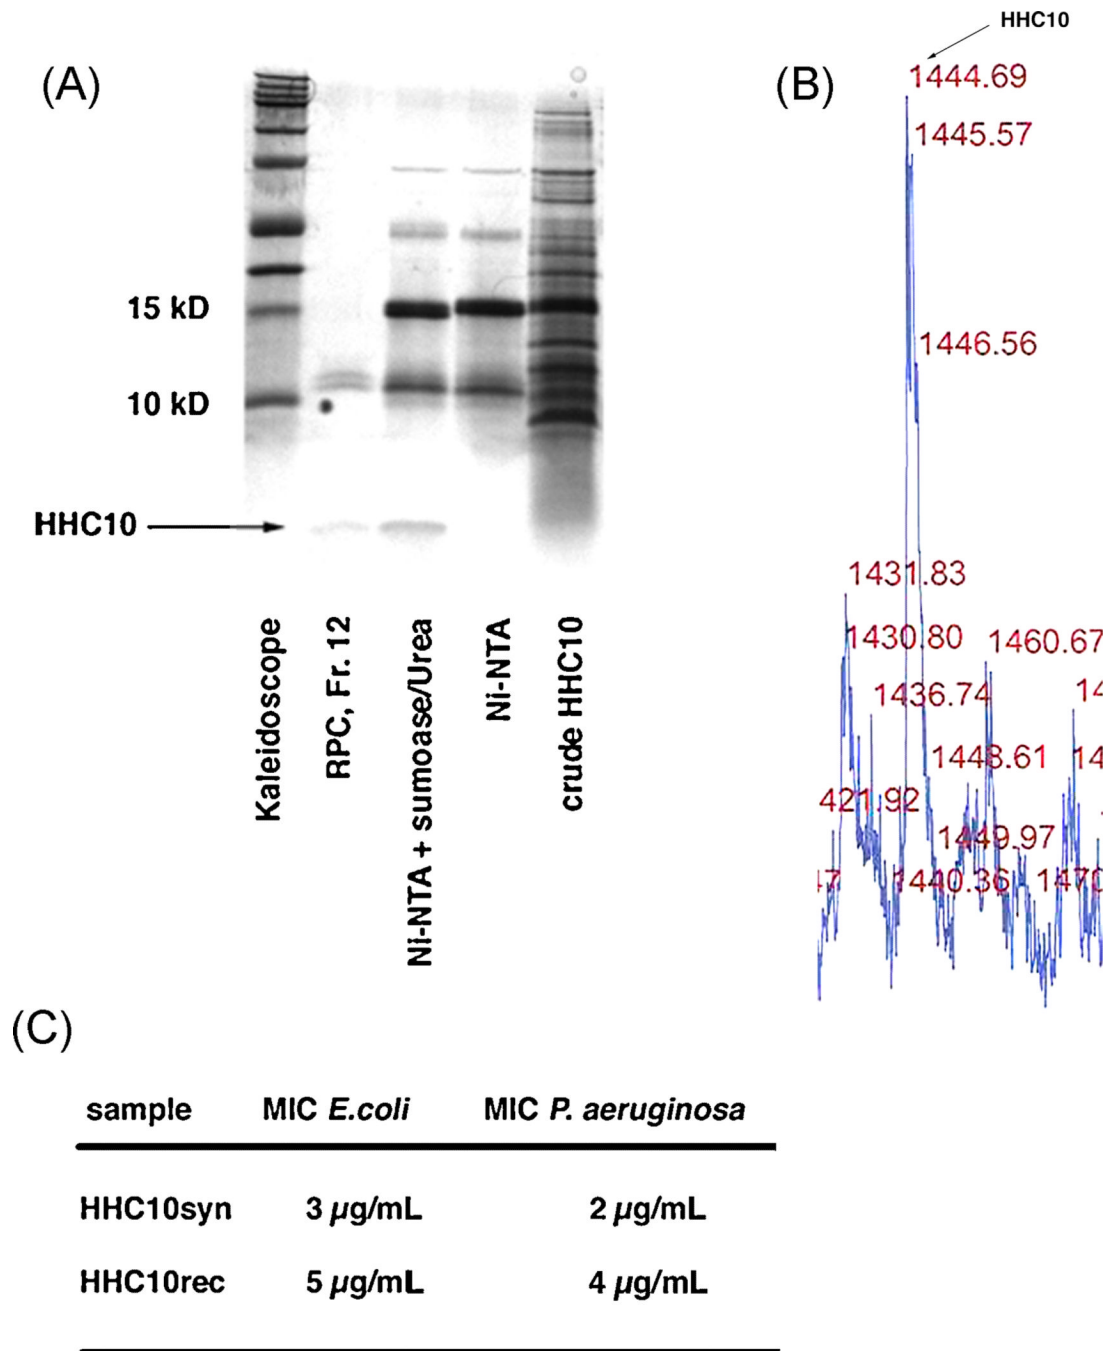 (A)
15 kD
10 kD
HHC10
Kaleidoscope
RPC, Fr. 12
Ni-NTA + sumoase/Urea
Ni-NTA
crude HHC10
(B)
HHC10
1444.69
1445.57
1446.56
1431.83
1430.80
1460.67
1436.74
1448.61
421.92
1449.97
1440.36
(C)
sample MIC E.coli MIC P. aeruginosa
HHC10syn 3 µg/mL 2 µg/mL
HHC10rec 5 µg/mL 4 µg/mL